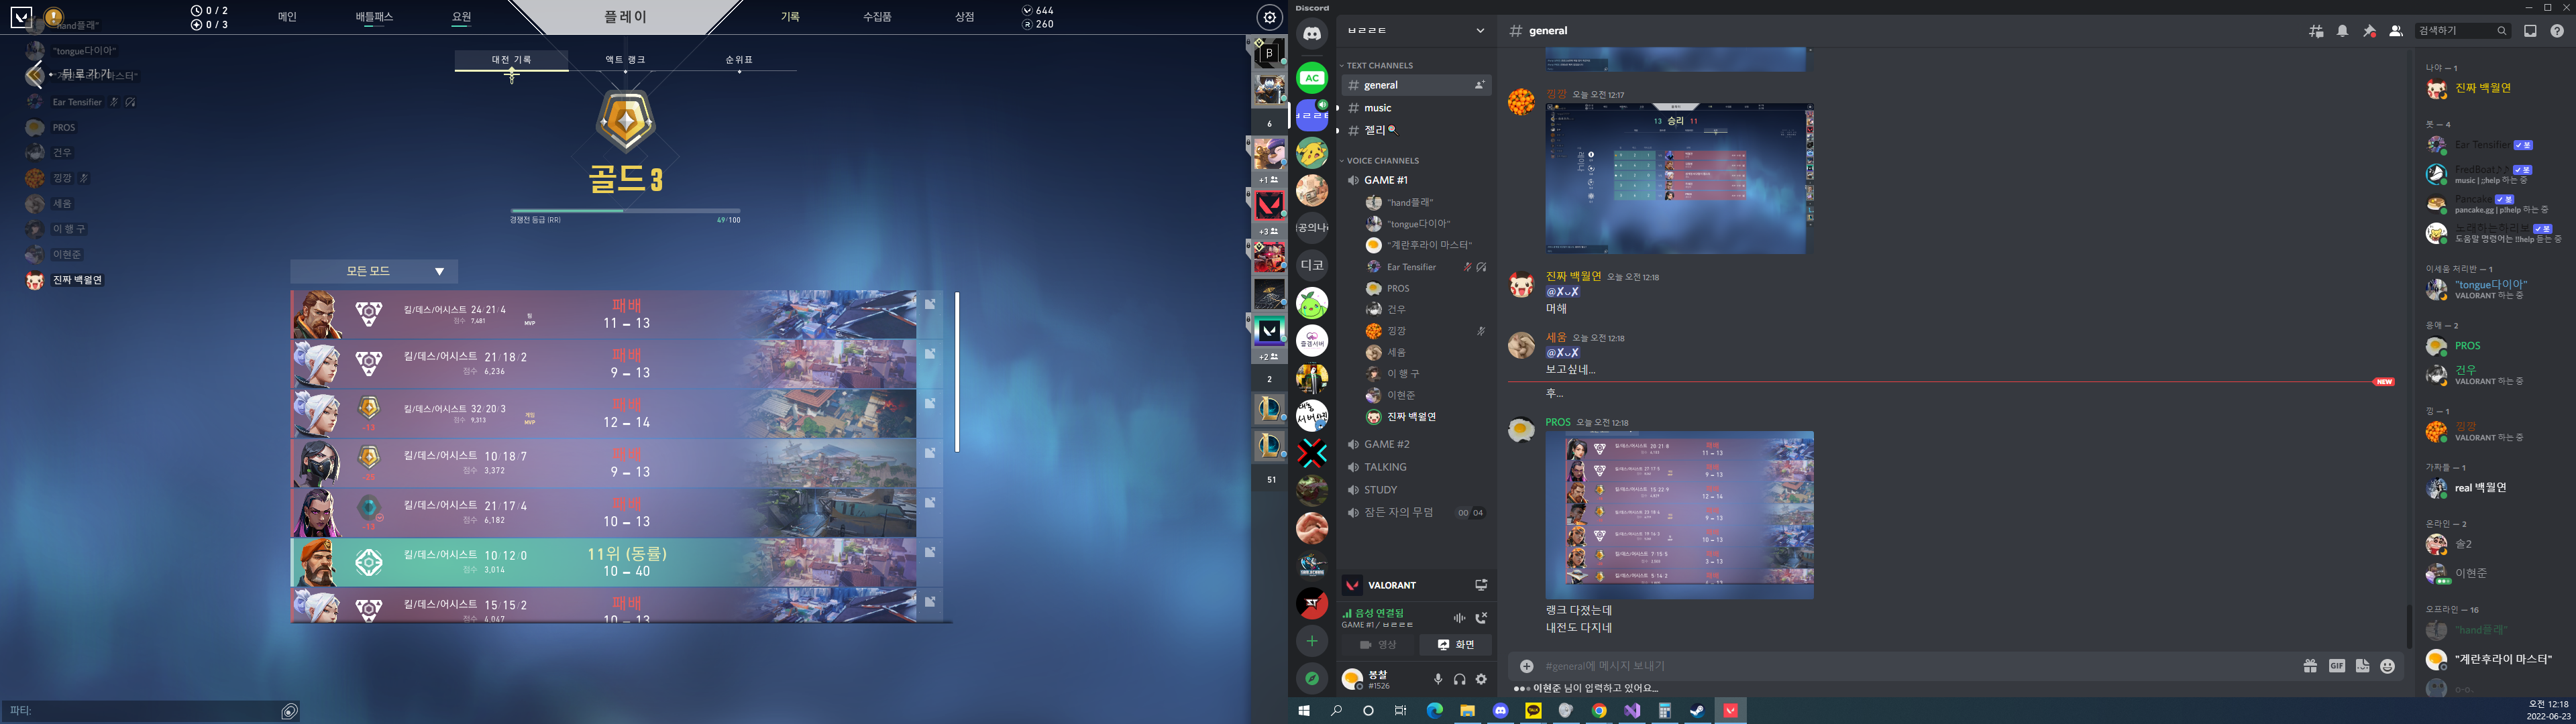 0 / 2
0 / 3
메인
배틀패스
요원
플레이
기록
수집품
상점
644
260
"hand플래"
"tongue다이아"
뒤로 가기
"계란후라이 마스터"
Ear Tensifier
PROS
건우
낑깡
세움
이 행 구
이현준
진짜 백월연
대전 기록
액트 랭크
순위표
골드 3
경쟁전 등급 (RR)
49/100
모든 모드
킬/데스/어시스트 24/21/4
점수 7,481
팀
MVP
패배
11 – 13
킬/데스/어시스트 21/18/2
점수 6,236
패배
9 – 13
킬/데스/어시스트 32/20/3
점수 9,313
게임
MVP
-13
패배
12 – 14
킬/데스/어시스트 10/18/7
점수 3,372
-25
패배
9 – 13
킬/데스/어시스트 21/17/4
점수 6,182
-13
패배
10 – 13
킬/데스/어시스트 10/12/0
점수 3,014
11위 (동률)
10 – 40
킬/데스/어시스트 15/15/2
점수 4,047
패배
10 – 13
파티:
6
+1
+3
+2
2
51
Discord
ㅂㄹㄹㅌ
TEXT CHANNELS
general
music
젤리
VOICE CHANNELS
GAME #1
"hand플래"
"tongue다이아"
"계란후라이 마스터"
Ear Tensifier
PROS
건우
낑깡
세움
이 행 구
이현준
진짜 백월연
GAME #2
TALKING
STUDY
잠든 자의 무덤
00 04
VALORANT
음성 연결됨
GAME #1 / ㅂㄹㄹㅌ
영상
화면
봉찰
#1526
AC
디코
general
검색하기
낑깡 오늘 오전 12:17
13 승리 11
진짜 백월연 오늘 오전 12:18
머해
세움 오늘 오전 12:18
보고싶네...
NEW
후...
PROS 오늘 오전 12:18
랭크 다졌는데
내전도 다지네
#general에 메시지 보내기
이현준 님이 입력하고 있어요...
나야 — 1
진짜 백월연
봇 — 4
Ear Tensifier 봇
FredBoat♪♪ 봇
music | ;;help 하는 중
Pancake 봇
pancake.gg | p!help 하는 중
노래하는하리보 봇
도움말 명령어는 !!help 듣는 중
이세움 처리반 — 1
"tongue다이아"
VALORANT 하는 중
응애 — 2
PROS
건우
VALORANT 하는 중
낑 — 1
낑깡
VALORANT 하는 중
가짜들 — 1
real 백월연
온라인 — 2
솔2
이현준
오프라인 — 16
"hand플래"
"계란후라이 마스터"
오전 12:18
2022-06-23